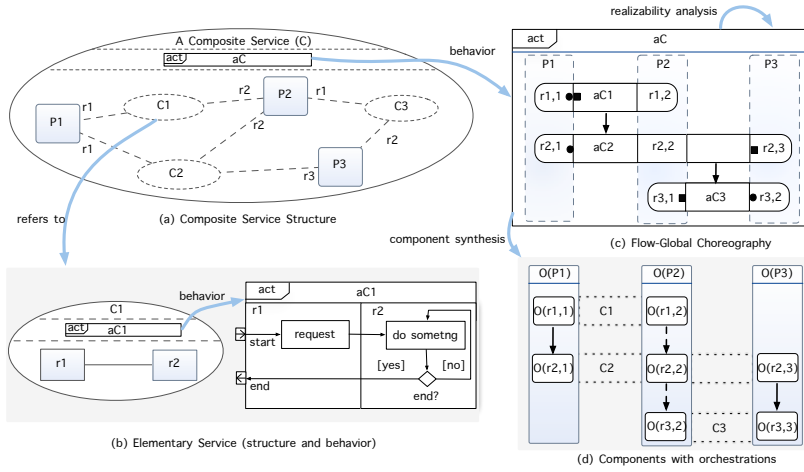 A Composite Service (C)
act
aC
C1
r2
P2
r1
C3
r1
P1
r2
r2
r1
C2
P3
r3
(a) Composite Service Structure
behavior
refers to
realizability analysis
act
aC
P1
P2
P3
r1,1
aC1
r1,2
r2,1
aC2
r2,2
r2,3
r3,1
aC3
r3,2
component synthesis
(c) Flow-Global Choreography
C1
act
aC1
r1
r2
behavior
act
aC1
r1
r2
start
request
do sometng
[yes]
[no]
end
end?
(b) Elementary Service (structure and behavior)
O(P1)
O(P2)
O(P3)
O(r1,1)
C1
O(r1,2)
O(r2,1)
C2
O(r2,2)
O(r2,3)
O(r3,2)
C3
O(r3,3)
(d) Components with orchestrations